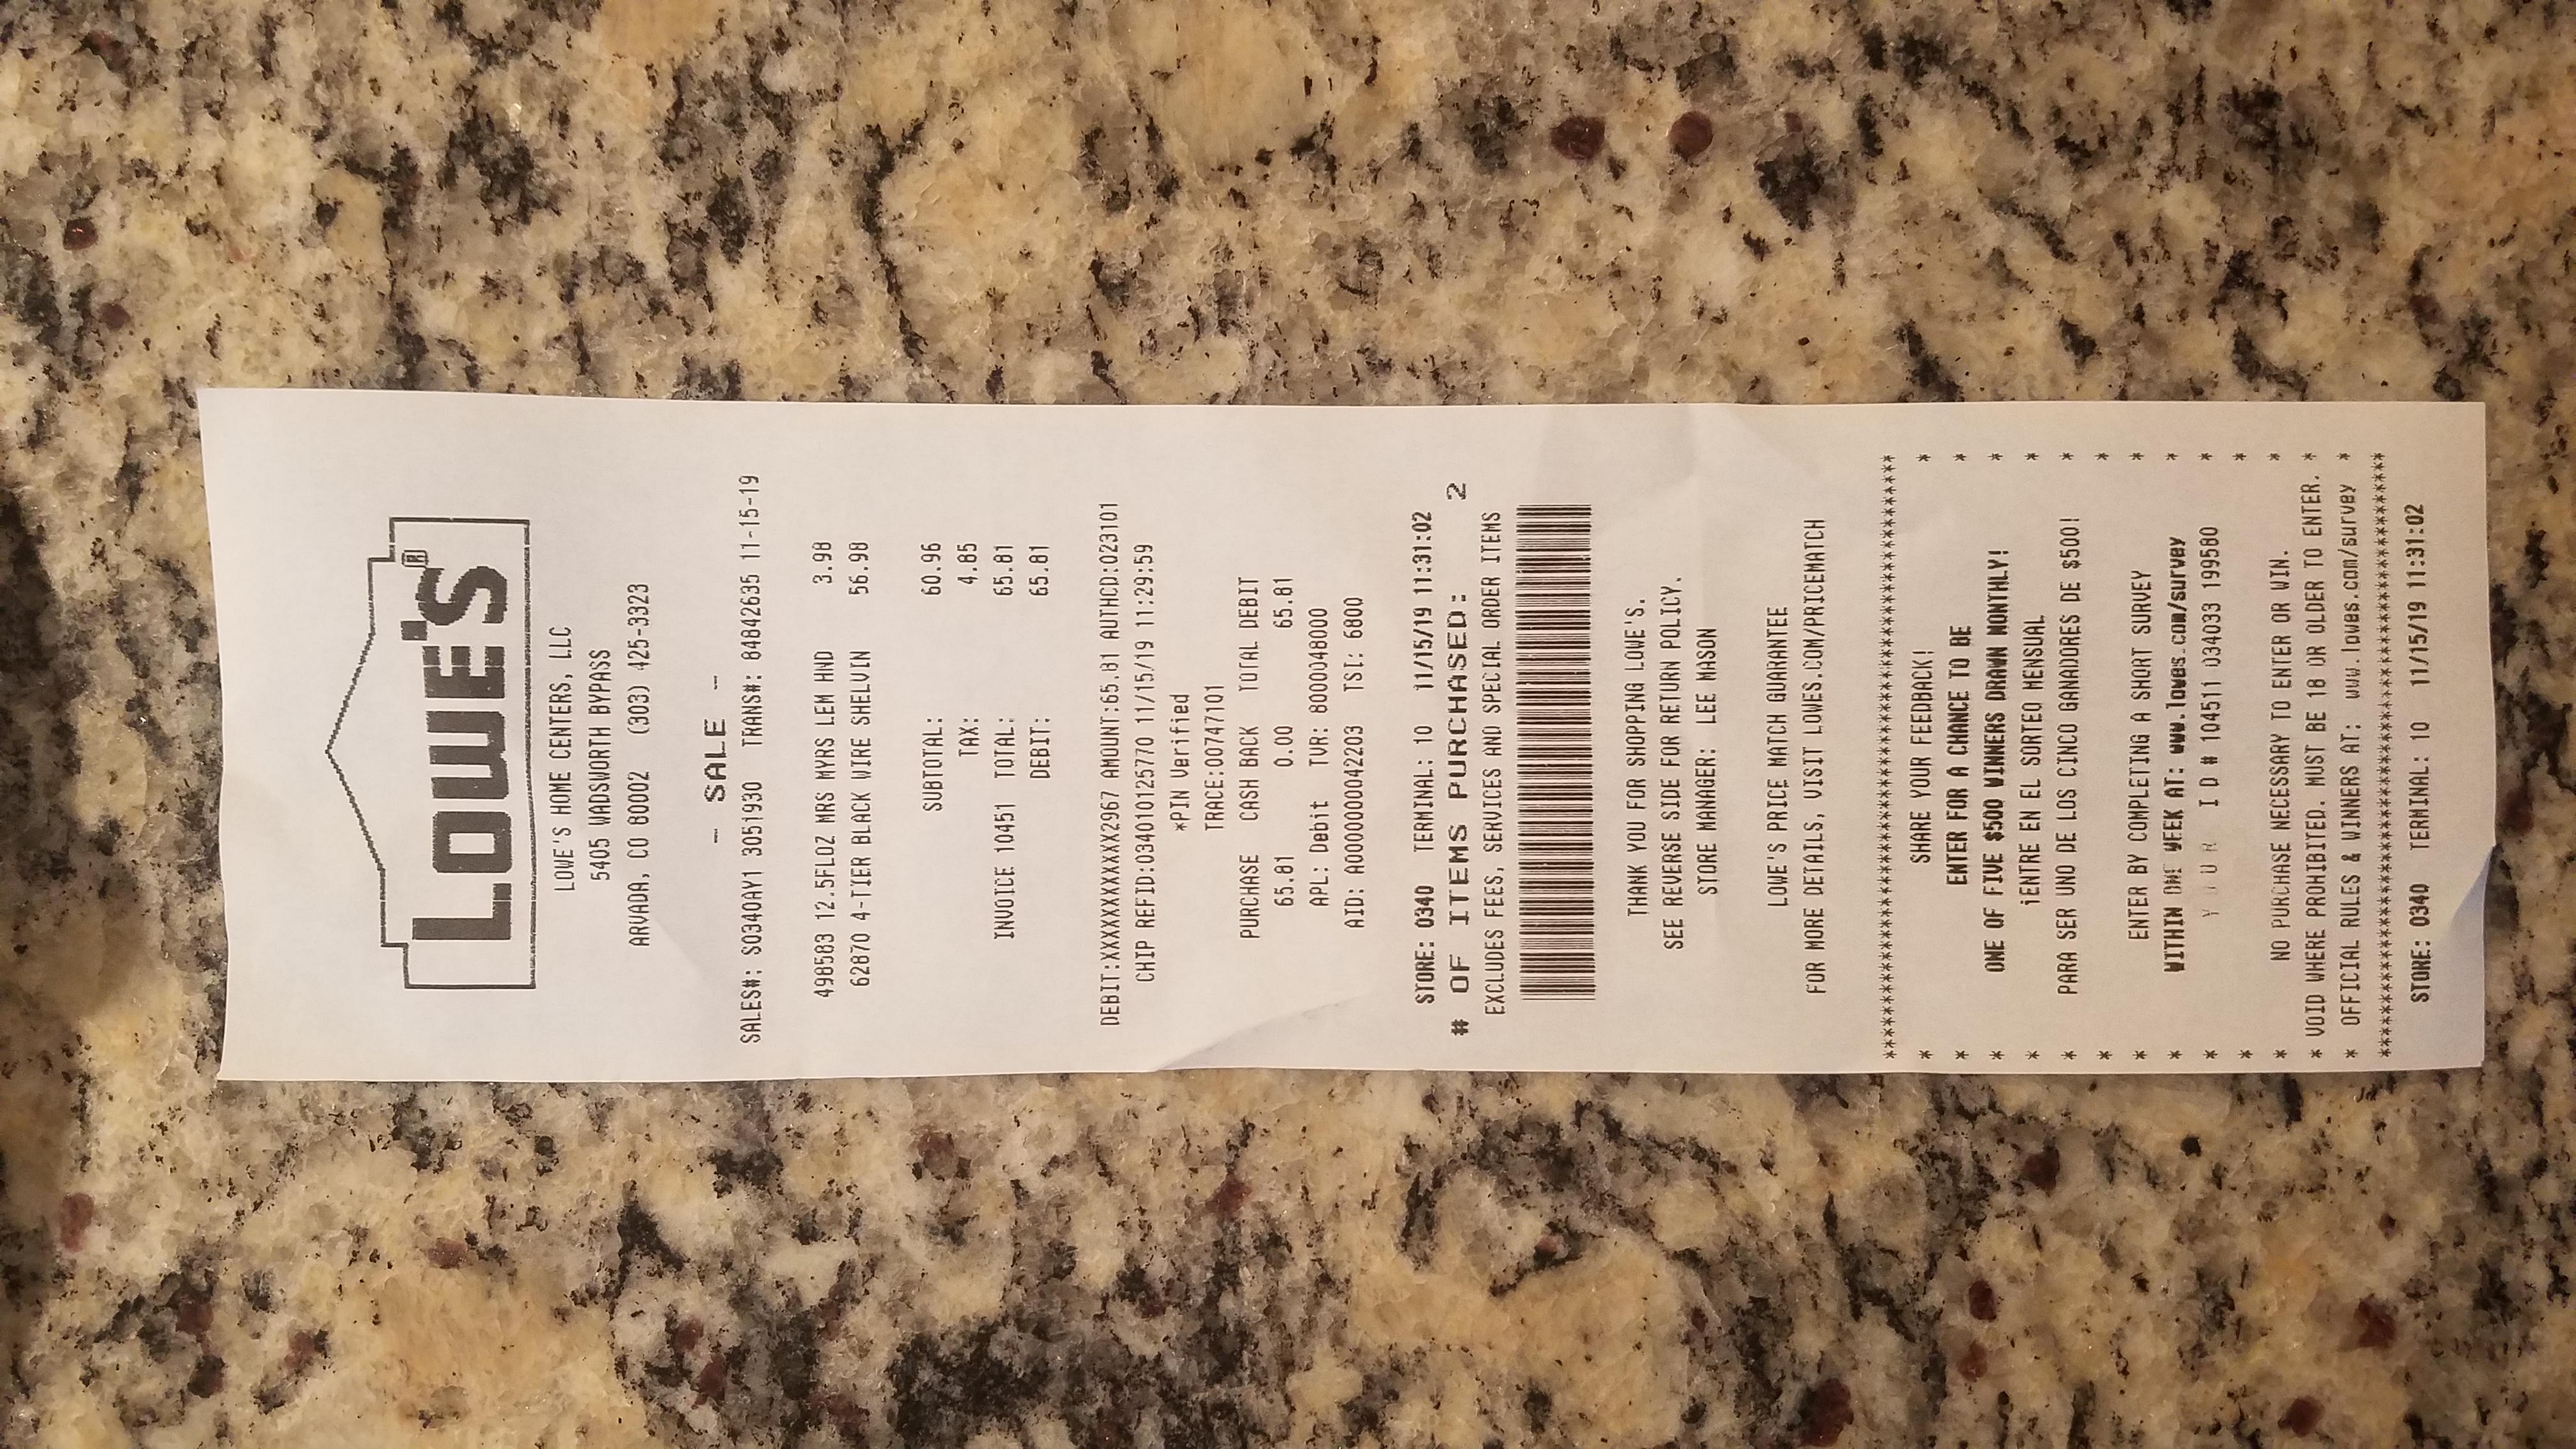 LOWE'S®
LOWE'S HOME CENTERS, LLC
5405 WADSWORTH BYPASS
ARVADA, CO 80002 (303) 425-3323
- SALE -
SALES#: S0340AY1 3051930 TRANS#: 84842635 11-15-19
498583 12.5FLOZ MRS MYRS LEM HND 3.98
62870 4-TIER BLACK WIRE SHELVIN 56.98
SUBTOTAL: 60.96
TAX: 4.85
INVOICE 10451 TOTAL: 65.81
DEBIT: 65.81
DEBIT:XXXXXXXXXXXX2967 AMOUNT:65.81 AUTHCD:023101
CHIP REFID:034010125770 11/15/19 11:29:59
*PIN Verified
TRACE:00747101
PURCHASE CASH BACK TOTAL DEBIT
65.81 0.00 65.81
APL: Debit TVR: 8000048000
AID: A0000000042203 TSI: 6800
STORE: 0340 TERMINAL: 10 11/15/19 11:31:02
# OF ITEMS PURCHASED: 2
EXCLUDES FEES, SERVICES AND SPECIAL ORDER ITEMS
THANK YOU FOR SHOPPING LOWE'S.
SEE REVERSE SIDE FOR RETURN POLICY.
STORE MANAGER: LEE MASON
LOWE'S PRICE MATCH GUARANTEE
FOR MORE DETAILS, VISIT LOWES.COM/PRICEMATCH
********************************************************
* SHARE YOUR FEEDBACK! *
* ENTER FOR A CHANCE TO BE *
* ONE OF FIVE $500 WINNERS DRAWN MONTHLY! *
* ¡ENTRE EN EL SORTEO MENSUAL *
* PARA SER UNO DE LOS CINCO GANADORES DE $500! *
* *
* ENTER BY COMPLETING A SHORT SURVEY *
* WITHIN ONE WEEK AT: www.lowes.com/survey *
* Y O U R I D # 104511 034033 199580 *
* *
* NO PURCHASE NECESSARY TO ENTER OR WIN. *
* VOID WHERE PROHIBITED. MUST BE 18 OR OLDER TO ENTER. *
* OFFICIAL RULES & WINNERS AT: www.lowes.com/survey *
********************************************************
STORE: 0340 TERMINAL: 10 11/15/19 11:31:02